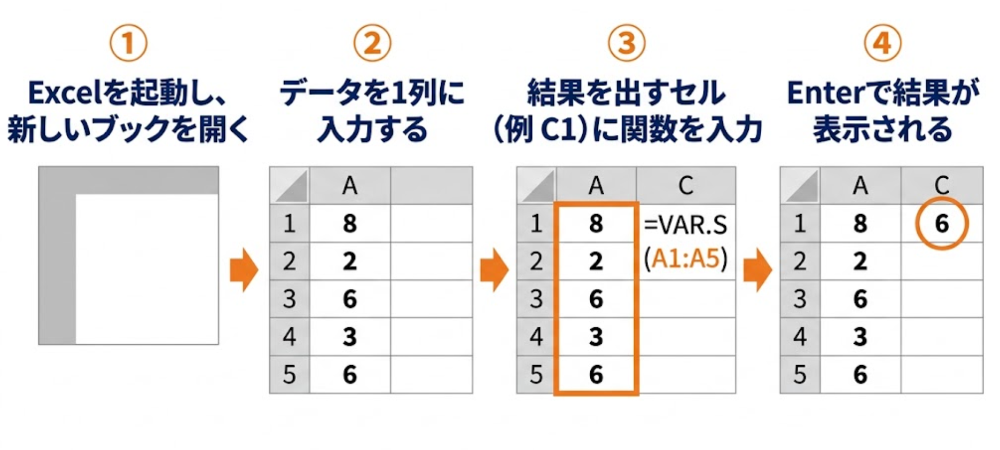 ①
Excelを起動し、
新しいブックを開く
②
データを1列に
入力する
A
1 8
2 2
3 6
4 3
5 6
③
結果を出すセル
（例 C1）に関数を入力
A C
1 8 =VAR.S
2 2 (A1:A5)
3 6
4 3
5 6
④
Enterで結果が
表示される
A C
1 8 6
2 2
3 6
4 3
5 6